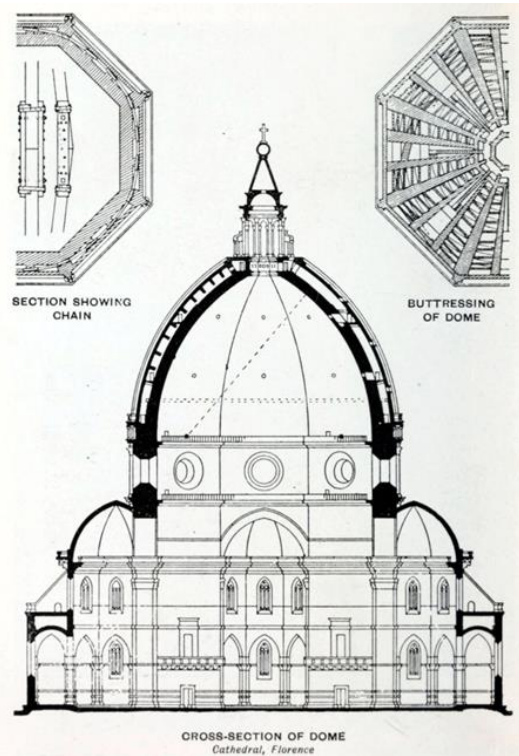 SECTION SHOWING
CHAIN
BUTTRESSING
OF DOME
CROSS-SECTION OF DOME
Cathedral, Florence